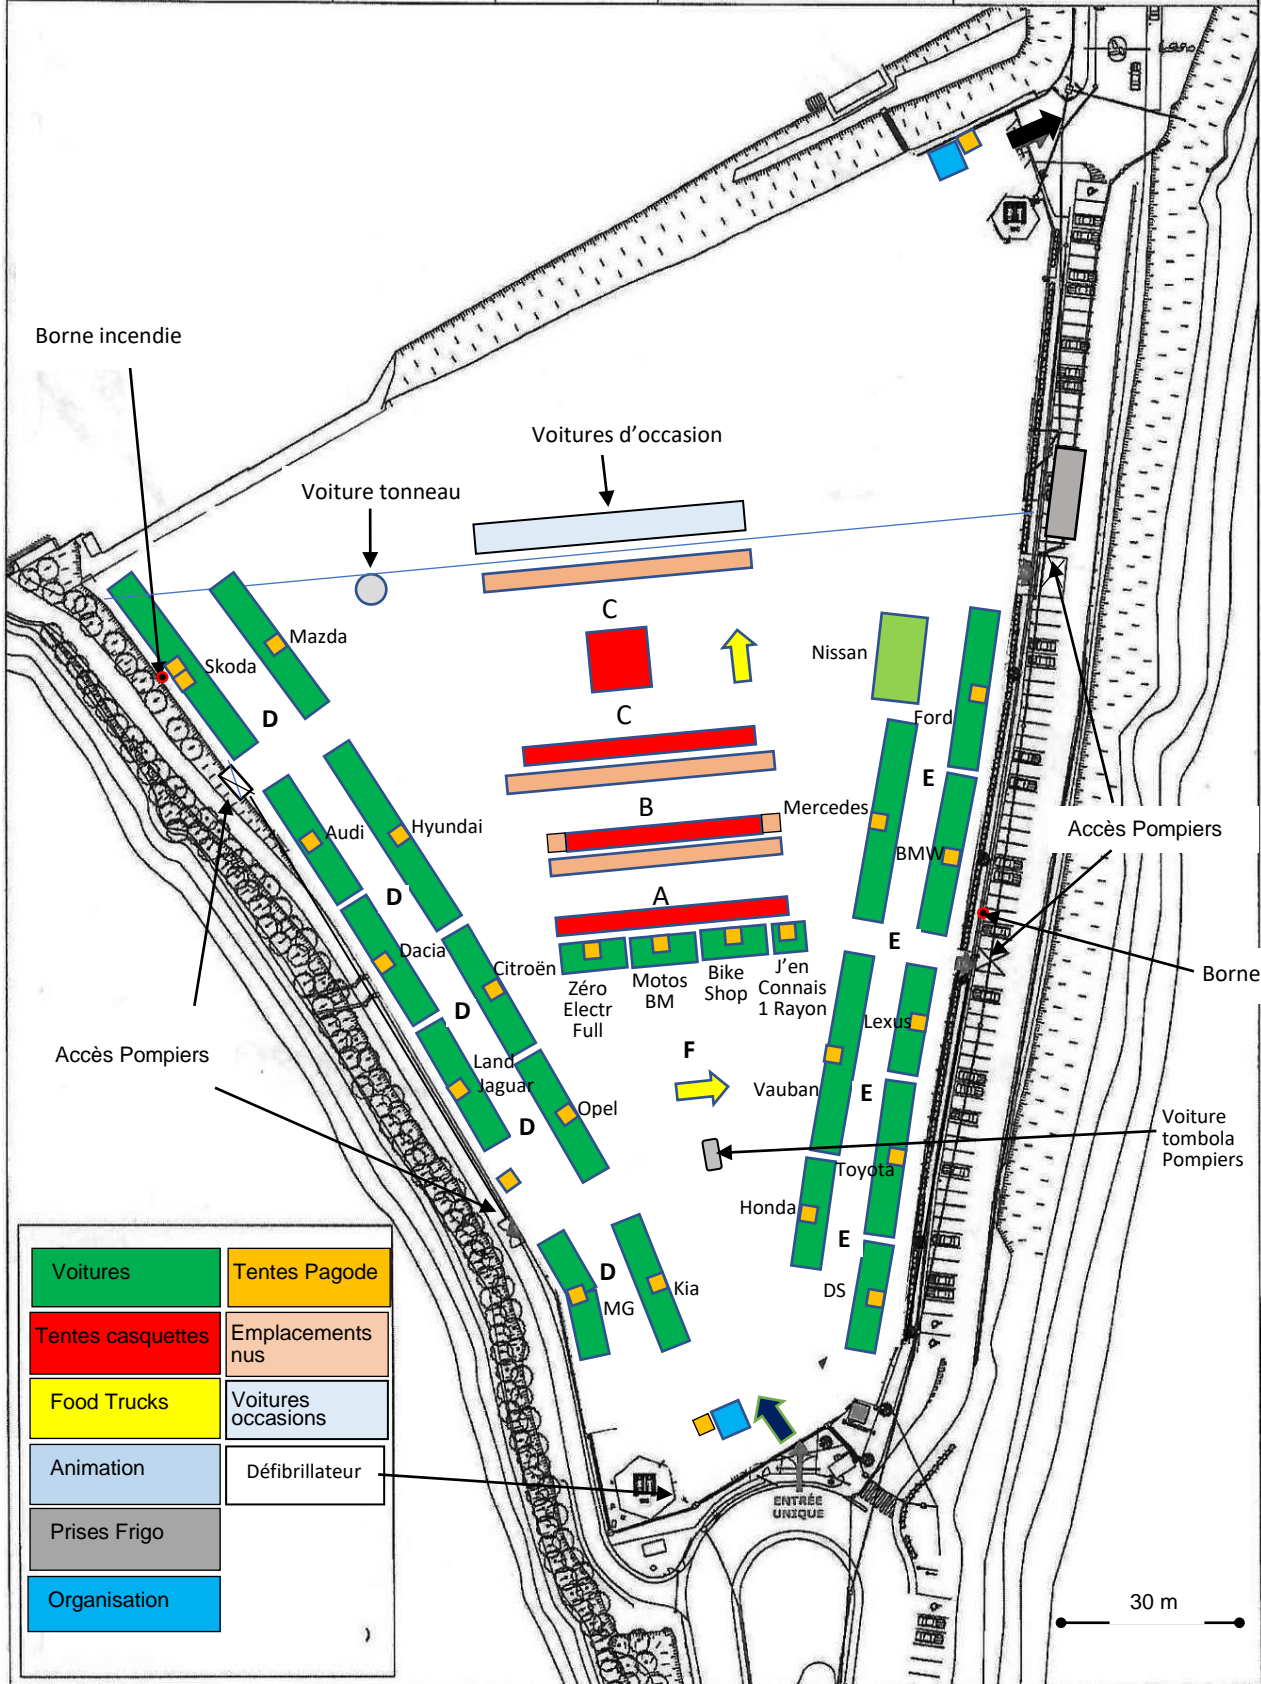 Borne incendie
Voitures d’occasion
Voiture tonneau
C
Mazda
Skoda
Nissan
D
C
Ford
E
B
Mercedes
Audi
Hyundai
Accès Pompiers
BMW
D
A
E
Dacia
Citroën
Zéro
Electr
Full
Motos
BM
Bike
Shop
J’en
Connais
1 Rayon
Borne
D
Lexus
Accès Pompiers
F
Land
Jaguar
Vauban
E
Opel
D
Voiture
tombola
Pompiers
Toyota
Honda
E
D
Kia
MG
DS
Voitures
Tentes Pagode
Tentes casquettes
Emplacements
nus
Food Trucks
Voitures
occasions
Animation
Défibrillateur
Prises Frigo
Organisation
ENTRÉE
UNIQUE
30 m